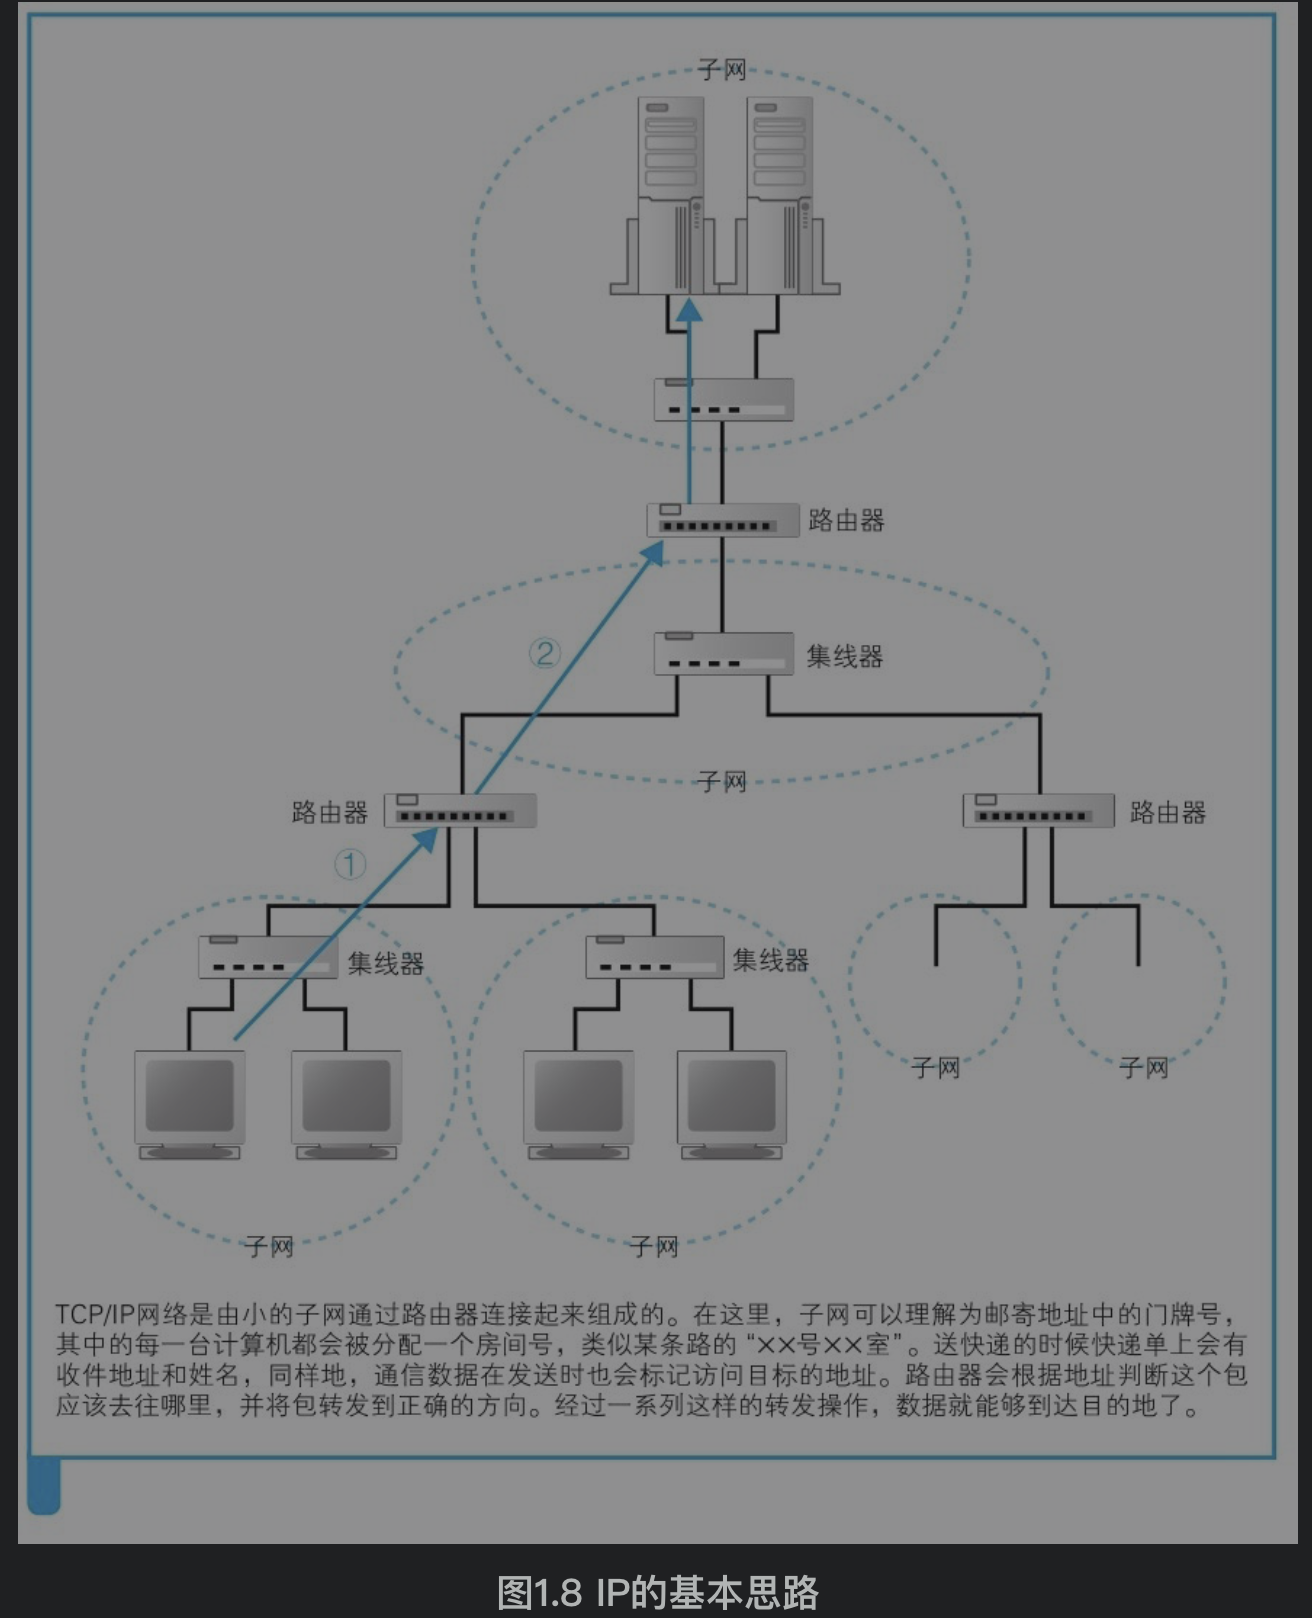 子网
路由器
②
集线器
子网
路由器
路由器
①
集线器
集线器
子网
子网
子网
子网
TCP/IP网络是由小的子网通过路由器连接起来组成的。在这里，子网可以理解为邮寄地址中的门牌号，
其中的每一台计算机都会被分配一个房间号，类似某条路的“××号××室”。送快递的时候快递单上会有
收件地址和姓名，同样地，通信数据在发送时也会标记访问目标的地址。路由器会根据地址判断这个包
应该去往哪里，并将包转发到正确的方向。经过一系列这样的转发操作，数据就能够到达目的地了。
图1.8 IP的基本思路